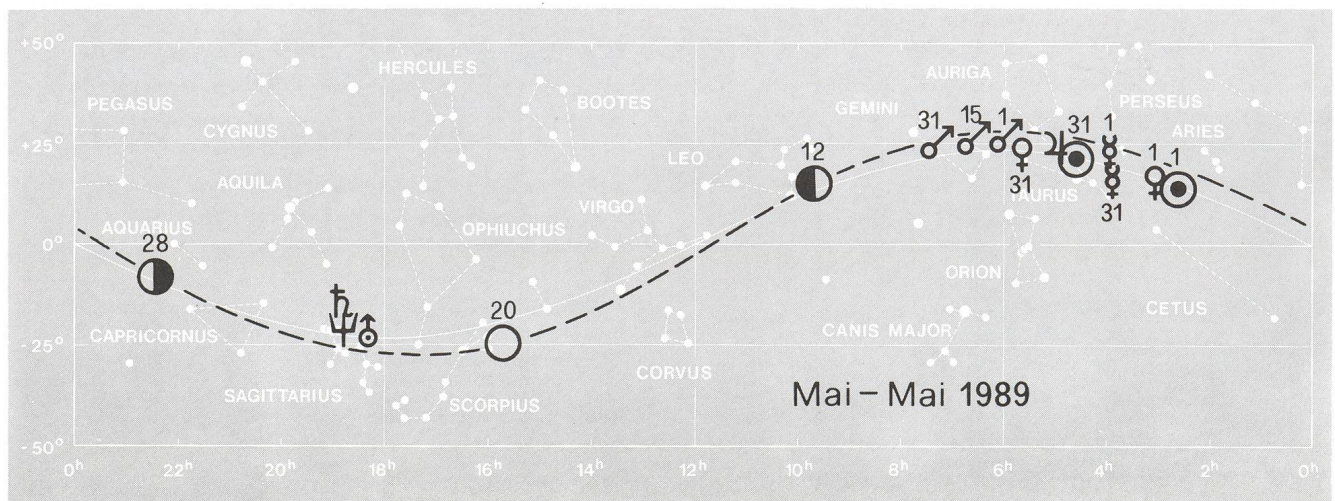 +50°
HERCULES
AURIGA
PEGASUS
BOOTES
GEMINI
PERSEUS
CYGNUS
31 15 1 31 1
ARIES
+25°
LEO
12
1 1
AQUILA
31
TAURUS
31
VIRGO
AQUARIUS
OPHIUCHUS
28
0°
ORION
20
CAPRICORNUS
CANIS MAJOR
CETUS
-25°
CORVUS
SAGITTARIUS
SCORPIUS
Mai – Mai 1989
-50°
0h 22h 20h 18h 16h 14h 12h 10h 8h 6h 4h 2h 0h